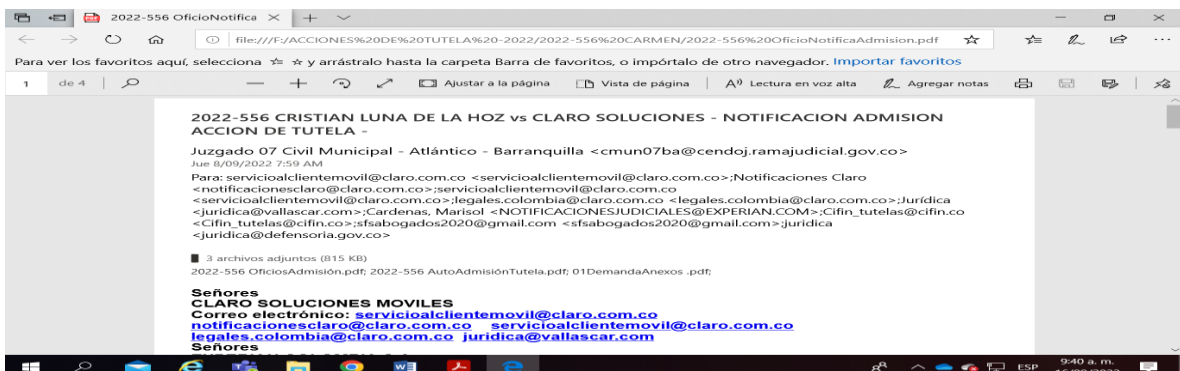 2022-556 OficioNotifica
file:///F:/ACCIONES%20DE%20TUTELA%20-2022/2022-556%20CARMEN/2022-556%20OficioNotificaAdmision.pdf
Para ver los favoritos aquí, selecciona y arrástralo hasta la carpeta Barra de favoritos, o impórtalo de otro navegador. Importar favoritos
1 de 4 Ajustar a la página Vista de página Lectura en voz alta Agregar notas
2022-556 CRISTIAN LUNA DE LA HOZ vs CLARO SOLUCIONES - NOTIFICACION ADMISION
ACCION DE TUTELA -
Juzgado 07 Civil Municipal - Atlántico - Barranquilla <cmun07ba@cendoj.ramajudicial.gov.co>
Jue 8/09/2022 7:59 AM
Para: servicioalclientemovil@claro.com.co <servicioalclientemovil@claro.com.co>;Notificaciones Claro
<notificacionesclaro@claro.com.co>;servicioalclientemovil@claro.com.co
<servicioalclientemovil@claro.com.co>;legales.colombia@claro.com.co <legales.colombia@claro.com.co>;Jurídica
<juridica@vallascar.com>;Cardenas, Marisol <NOTIFICACIONESJUDICIALES@EXPERIAN.COM>;Cifin_tutelas@cifin.co
<Cifin_tutelas@cifin.co>;sfsabogados2020@gmail.com <sfsabogados2020@gmail.com>;juridica
<juridica@defensoria.gov.co>
3 archivos adjuntos (815 KB)
2022-556 OficiosAdmisión.pdf; 2022-556 AutoAdmisiónTutela.pdf; 01DemandaAnexos .pdf;
Señores
CLARO SOLUCIONES MOVILES
Correo electrónico: servicioalclientemovil@claro.com.co
notificacionesclaro@claro.com.co servicioalclientemovil@claro.com.co
legales.colombia@claro.com.co juridica@vallascar.com
Señores
ESP
9:40 a. m.